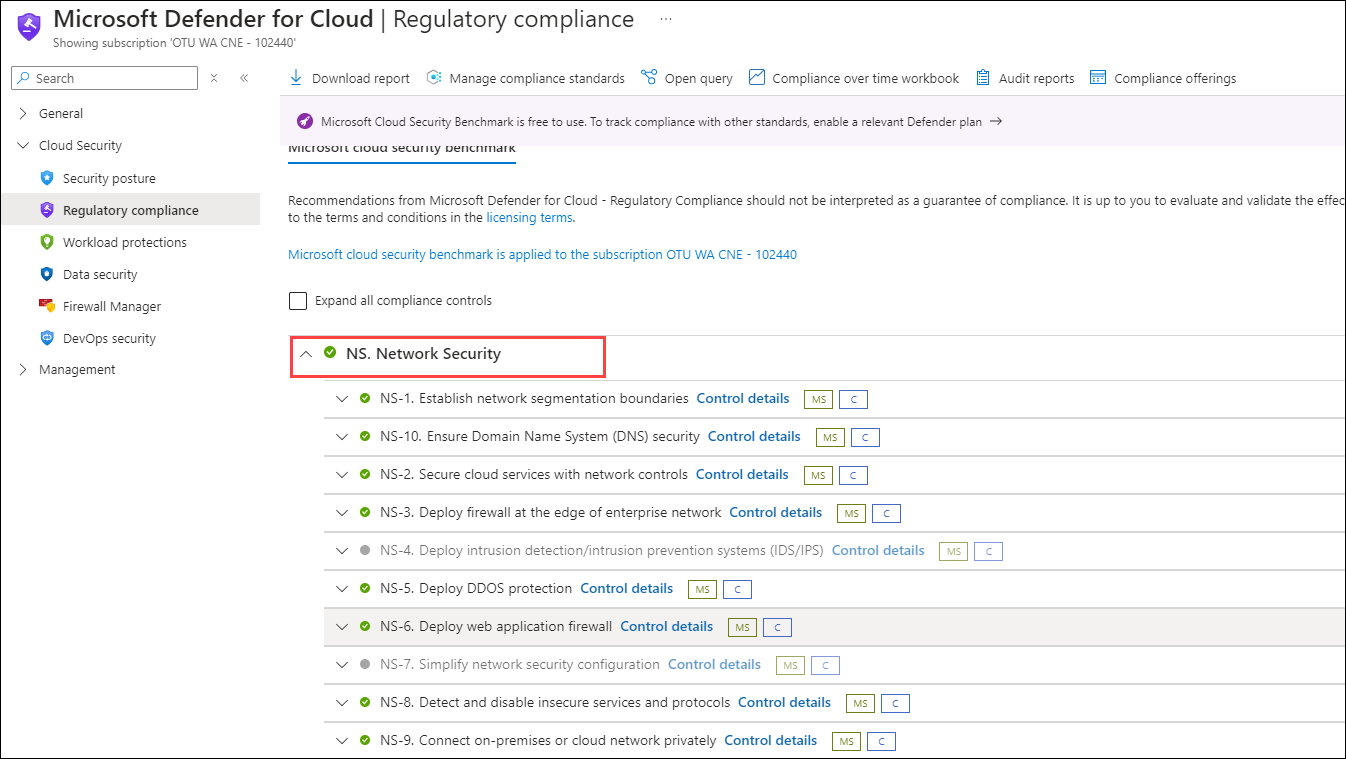 Microsoft Defender for Cloud | Regulatory compliance ...
Showing subscription 'OTU WA CNE - 102440'
Search
General
Cloud Security
Security posture
Regulatory compliance
Workload protections
Data security
Firewall Manager
DevOps security
Management
Download report Manage compliance standards Open query Compliance over time workbook Audit reports Compliance offerings
Microsoft Cloud Security Benchmark is free to use. To track compliance with other standards, enable a relevant Defender plan →
Microsoft cloud security benchmark
Recommendations from Microsoft Defender for Cloud - Regulatory Compliance should not be interpreted as a guarantee of compliance. It is up to you to evaluate and validate the effec
to the terms and conditions in the licensing terms.
Microsoft cloud security benchmark is applied to the subscription OTU WA CNE - 102440
Expand all compliance controls
NS. Network Security
NS-1. Establish network segmentation boundaries Control details MS C
NS-10. Ensure Domain Name System (DNS) security Control details MS C
NS-2. Secure cloud services with network controls Control details MS C
NS-3. Deploy firewall at the edge of enterprise network Control details MS C
NS-4. Deploy intrusion detection/intrusion prevention systems (IDS/IPS) Control details MS C
NS-5. Deploy DDOS protection Control details MS C
NS-6. Deploy web application firewall Control details MS C
NS-7. Simplify network security configuration Control details MS C
NS-8. Detect and disable insecure services and protocols Control details MS C
NS-9. Connect on-premises or cloud network privately Control details MS C